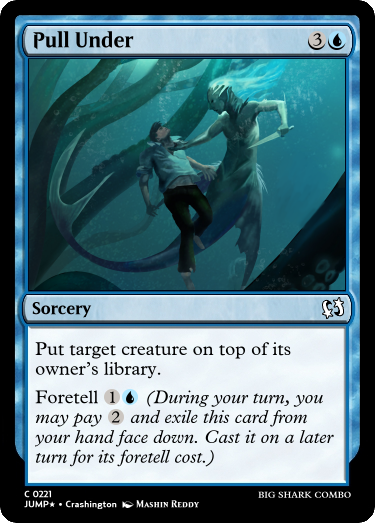 Pull Under 3
Sorcery
Put target creature on top of its
owner's library.
Foretell 1 (During your turn, you
may pay 2 and exile this card from
your hand face down. Cast it on a later
turn for its foretell cost.)
C 0221
BIG SHARK COMBO
JUMP★ • Crashington Mashin Reddy